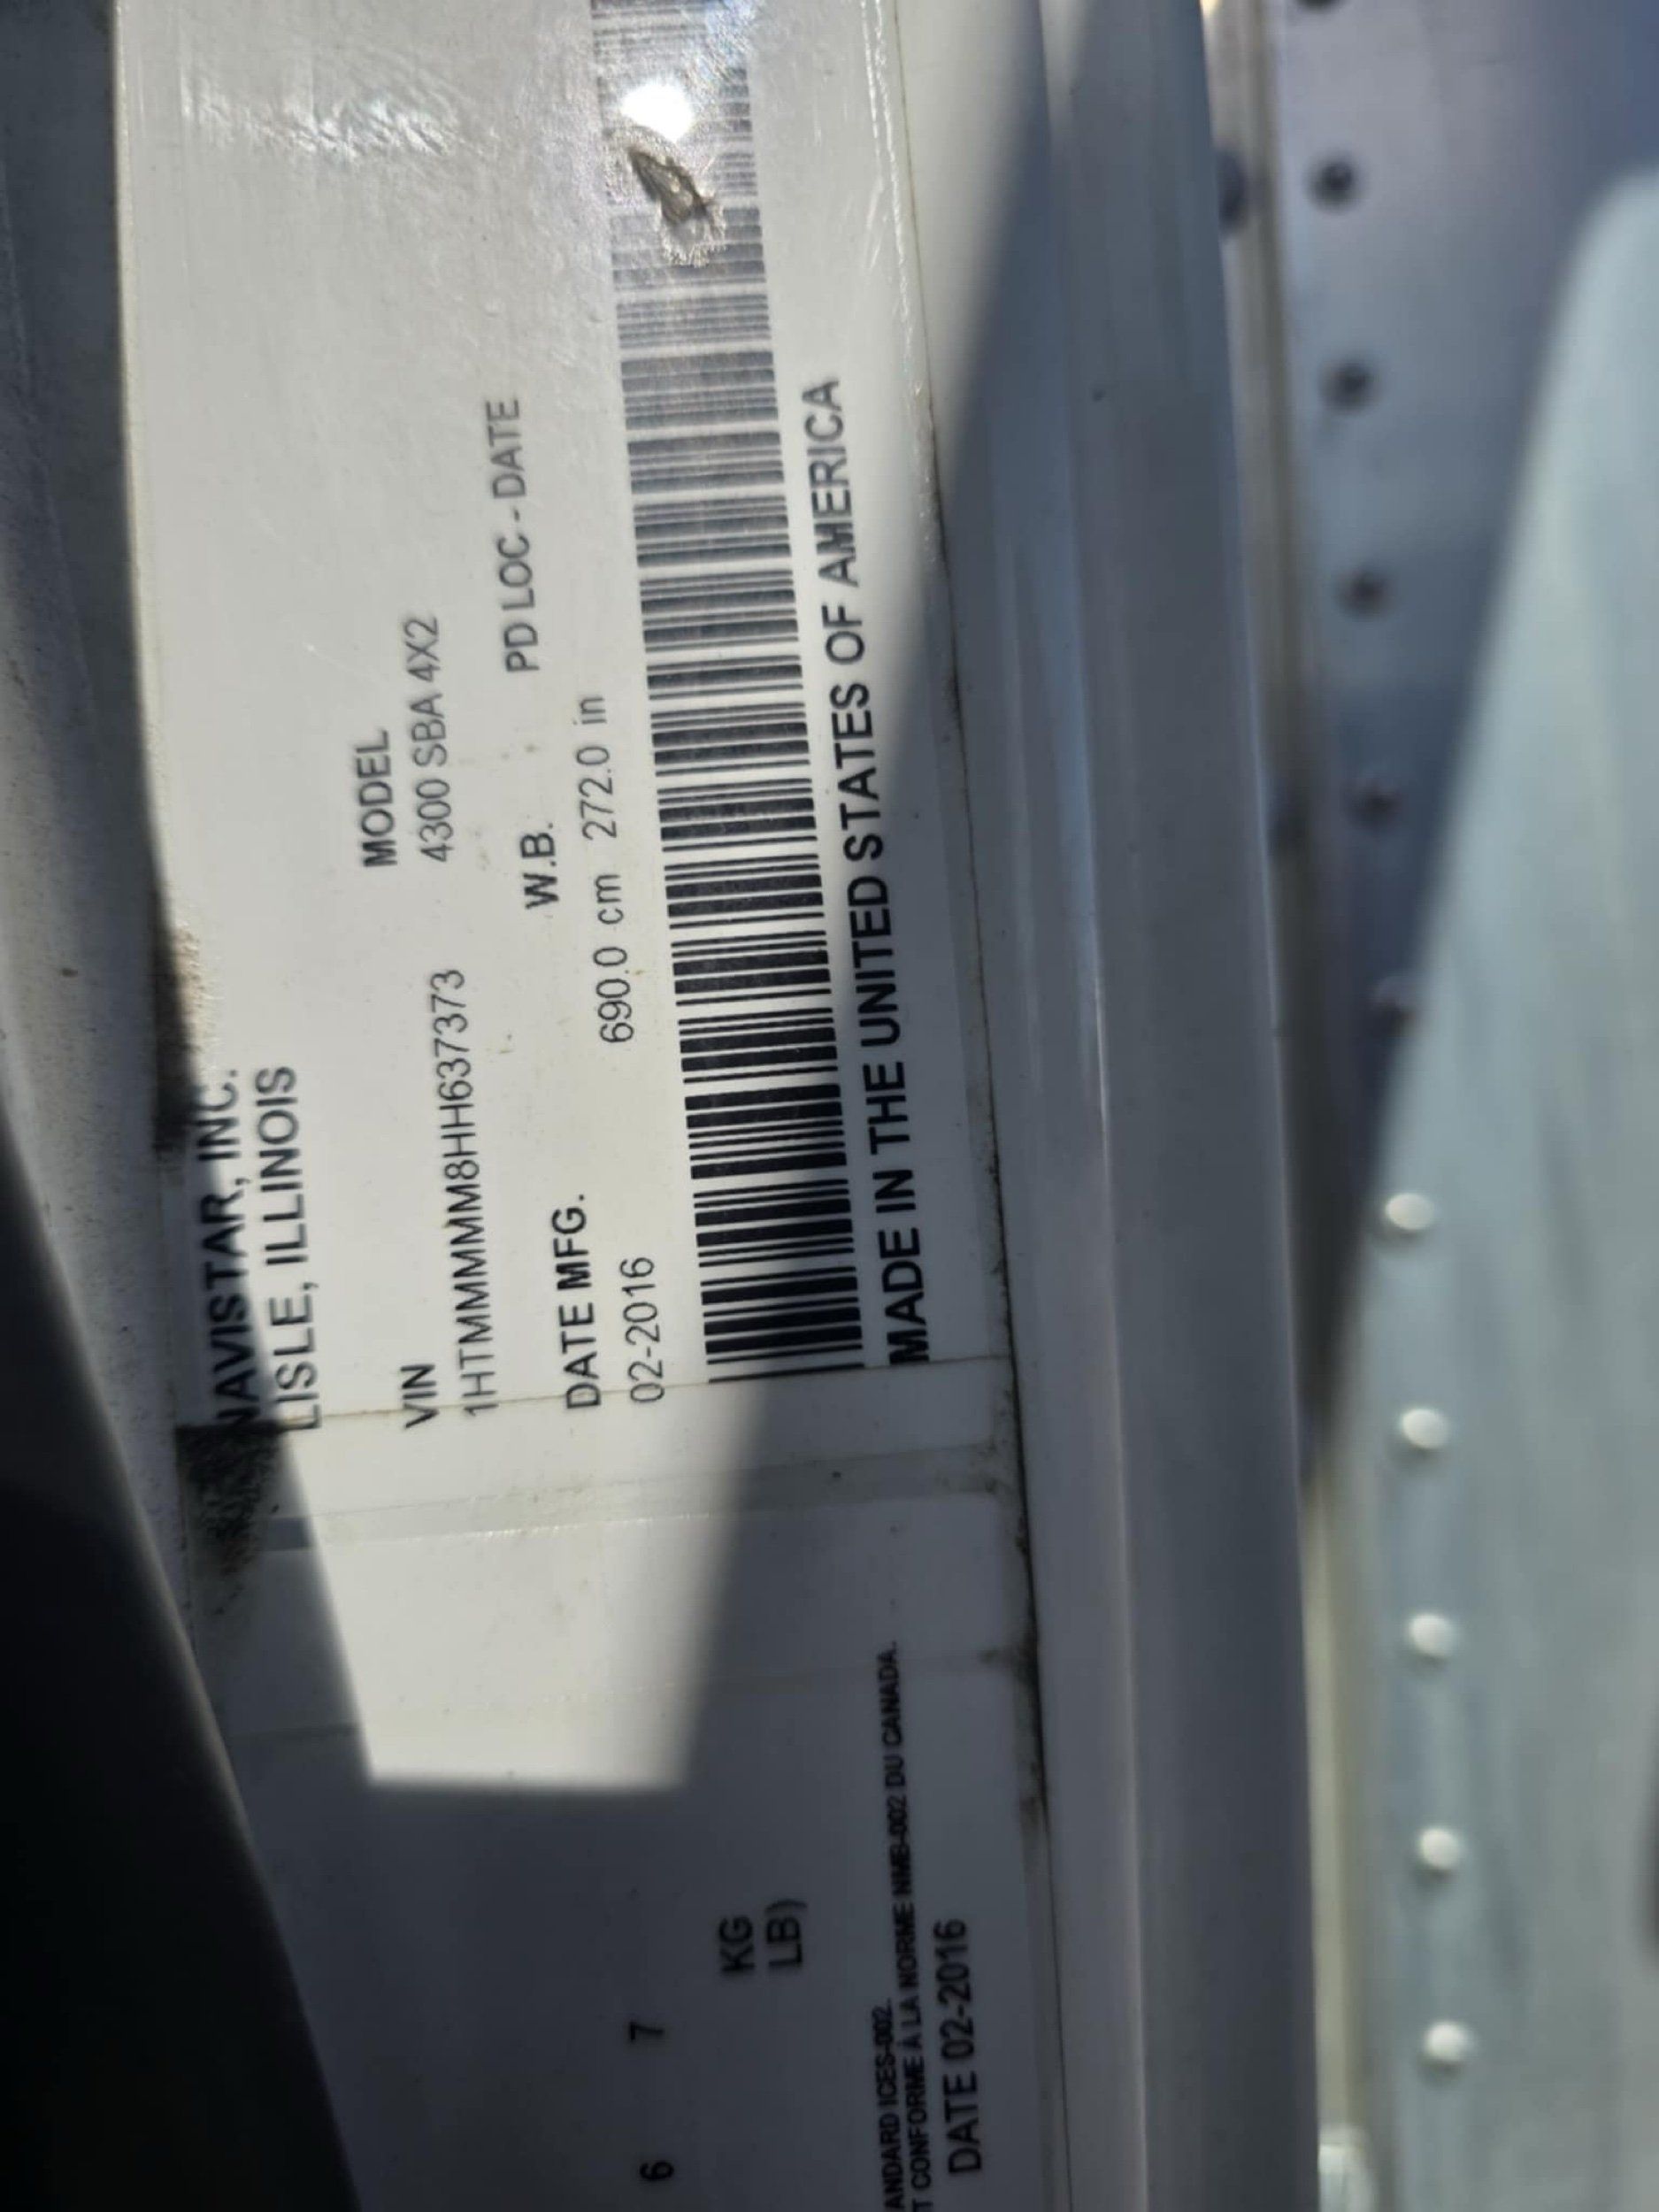 NAVISTAR, INC.
LISLE, ILLINOIS
VIN MODEL
1HTMMMMM8HH637373 4300 SBA 4X2
DATE MFG. W.B. PD LOC - DATE
02-2016 690.0 cm 272.0 in
MADE IN THE UNITED STATES OF AMERICA
6 7
KG
LB)
ANDARD ICES-002.
T CONFORME À LA NORME NMB-002 DU CANADA.
DATE 02-2016